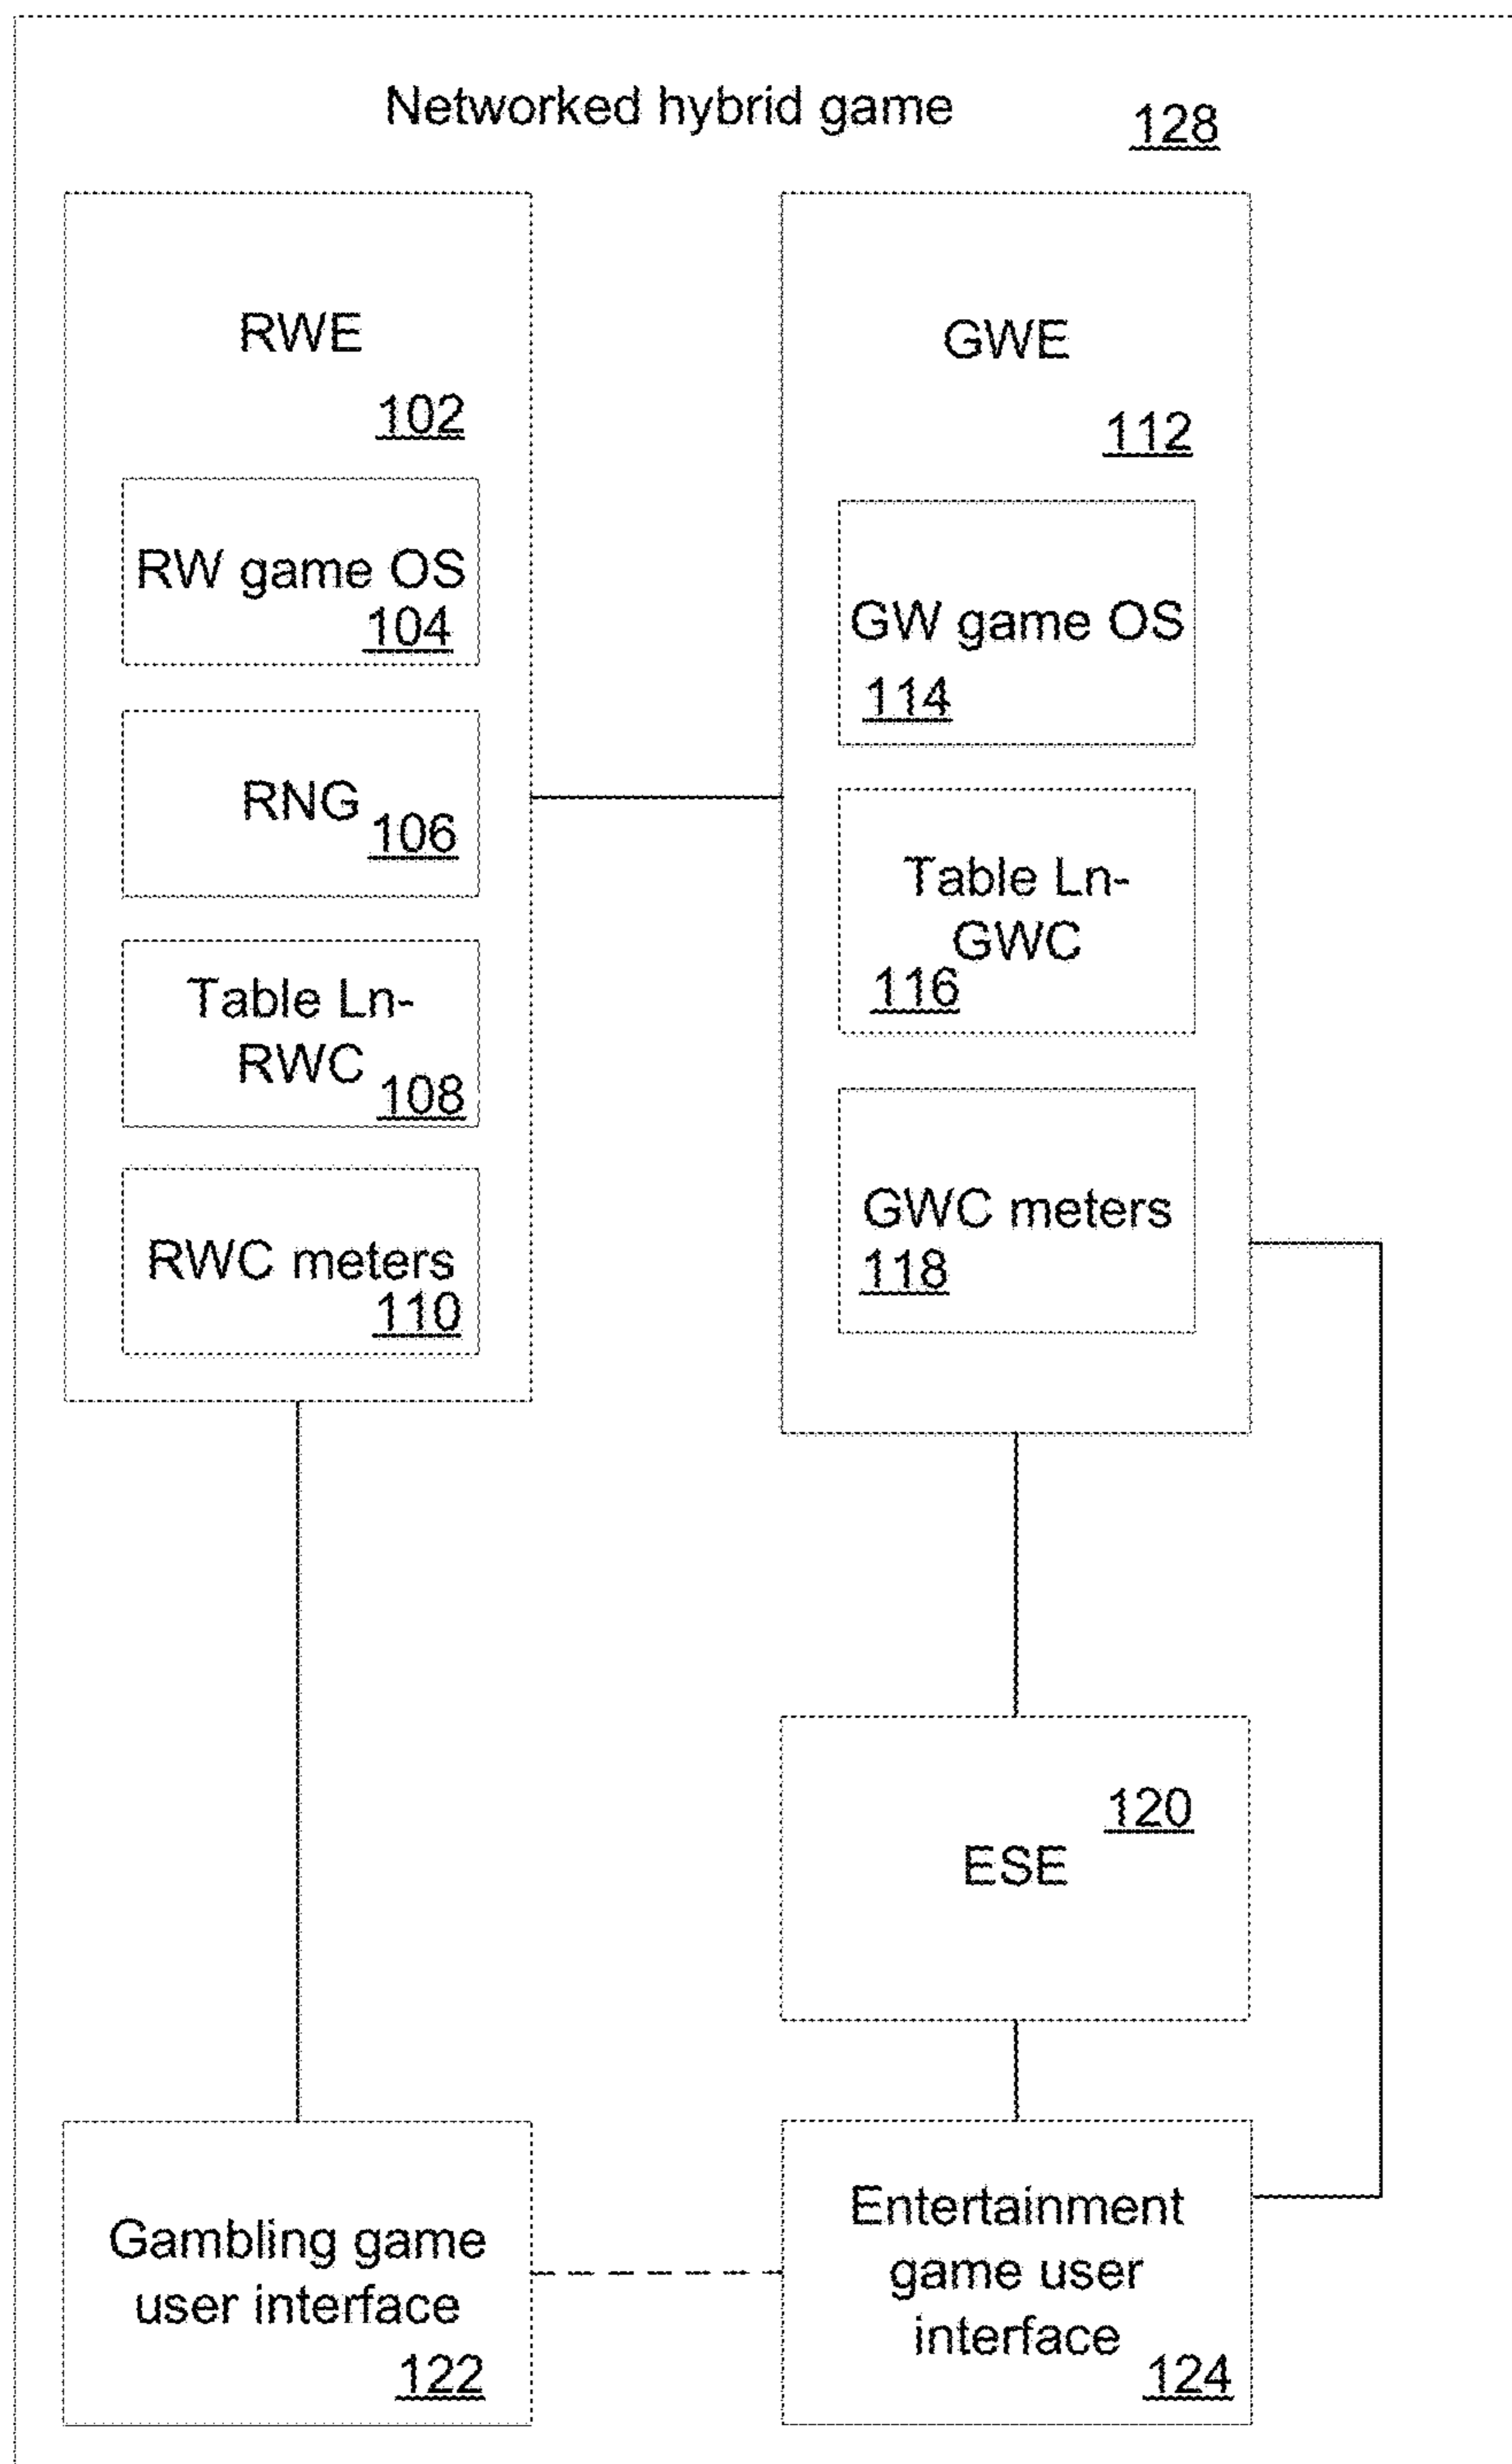 Networked hybrid game
128
RWE
102
RW game OS
104
RNG
106
Table Ln-
RWC
108
RWC meters
110
GWE
112
GW game OS
114
Table Ln-
GWC
116
GWC meters
118
120
ESE
Gambling game
user interface
122
Entertainment
game user
interface
124